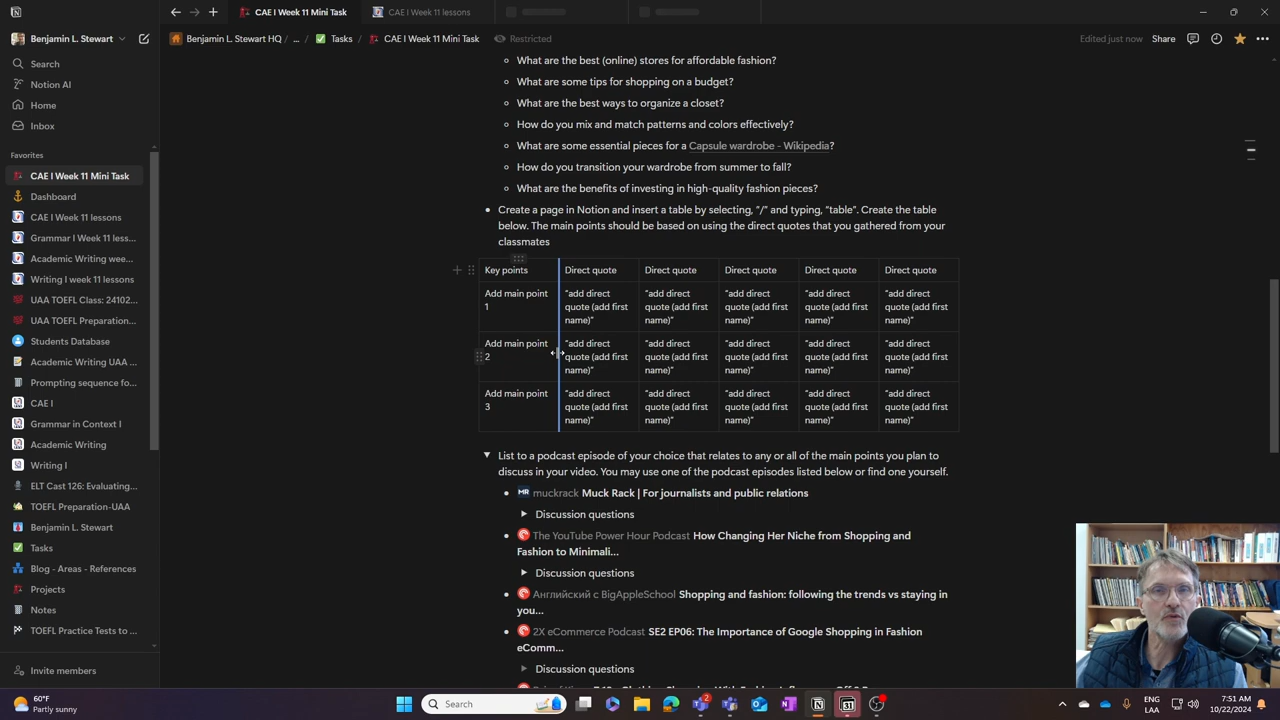 CAE I Week 11 Mini Task
CAE I Week 11 lessons
Benjamin L. Stewart
Benjamin L. Stewart HQ / ... / Tasks / CAE I Week 11 Mini Task
Restricted
Edited just now
Share
Search
Notion AI
Home
Inbox
Favorites
CAE I Week 11 Mini Task
Dashboard
CAE I Week 11 lessons
Grammar I Week 11 less...
Academic Writing wee...
Writing I week 11 lessons
UAA TOEFL Class: 24102...
UAA TOEFL Preparation...
Students Database
Academic Writing UAA ...
Prompting sequence fo...
CAE I
Grammar in Context I
Academic Writing
Writing I
ELT Cast 126: Evaluating...
TOEFL Preparation-UAA
Benjamin L. Stewart
Tasks
Blog - Areas - References
Projects
Notes
TOEFL Practice Tests to ...
Invite members
What are the best (online) stores for affordable fashion?
What are some tips for shopping on a budget?
What are the best ways to organize a closet?
How do you mix and match patterns and colors effectively?
What are some essential pieces for a Capsule wardrobe - Wikipedia?
How do you transition your wardrobe from summer to fall?
What are the benefits of investing in high-quality fashion pieces?
Create a page in Notion and insert a table by selecting, "/" and typing, "table". Create the table
below. The main points should be based on using the direct quotes that you gathered from your
classmates
Key points Direct quote Direct quote Direct quote Direct quote Direct quote
Add main point "add direct "add direct "add direct "add direct "add direct
1 quote (add first quote (add first quote (add first quote (add first quote (add first
name)" name)" name)" name)" name)"
Add main point "add direct "add direct "add direct "add direct "add direct
2 quote (add first quote (add first quote (add first quote (add first quote (add first
name)" name)" name)" name)" name)"
Add main point "add direct "add direct "add direct "add direct "add direct
3 quote (add first quote (add first quote (add first quote (add first quote (add first
name)" name)" name)" name)" name)"
List to a podcast episode of your choice that relates to any or all of the main points you plan to
discuss in your video. You may use one of the podcast episodes listed below or find one yourself.
MR muckrack Muck Rack | For journalists and public relations
Discussion questions
The YouTube Power Hour Podcast How Changing Her Niche from Shopping and
Fashion to Minimali...
Discussion questions
Английский с BigAppleSchool Shopping and fashion: following the trends vs staying in
you...
2X eCommerce Podcast SE2 EP06: The Importance of Google Shopping in Fashion
eComm...
Discussion questions
60°F
Partly sunny
Search
2
31
ENG
LAA
7:51 AM
10/22/2024